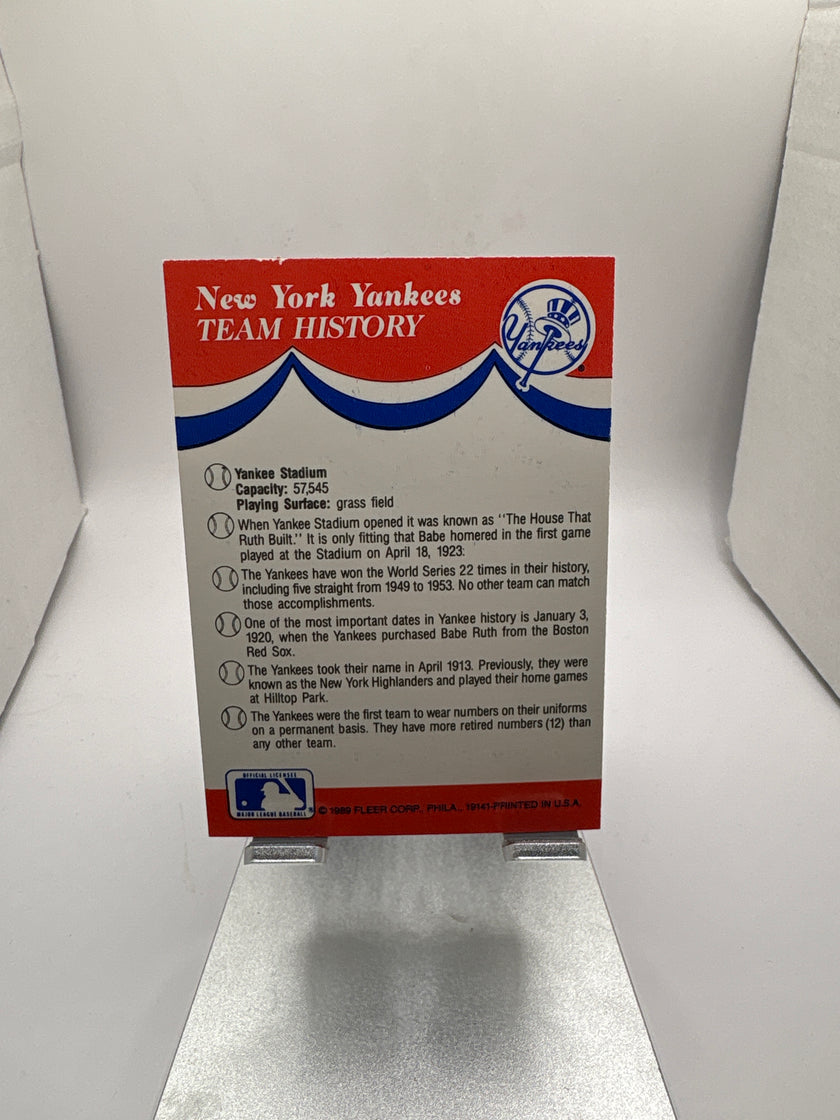 New York Yankees
TEAM HISTORY
Yankees
Yankee Stadium
Capacity: 57,545
Playing Surface: grass field
When Yankee Stadium opened it was known as "The House That
Ruth Built." It is only fitting that Babe homered in the first game
played at the Stadium on April 18, 1923.
The Yankees have won the World Series 22 times in their history,
including five straight from 1949 to 1953. No other team can match
those accomplishments.
One of the most important dates in Yankee history is January 3,
1920, when the Yankees purchased Babe Ruth from the Boston
Red Sox.
The Yankees took their name in April 1913. Previously, they were
known as the New York Highlanders and played their home games
at Hilltop Park.
The Yankees were the first team to wear numbers on their uniforms
on a permanent basis. They have more retired numbers (12) than
any other team.
OFFICIAL LICENSEE
MAJOR LEAGUE BASEBALL
® © 1989 FLEER CORP., PHILA., 19141-PRINTED IN U.S.A.